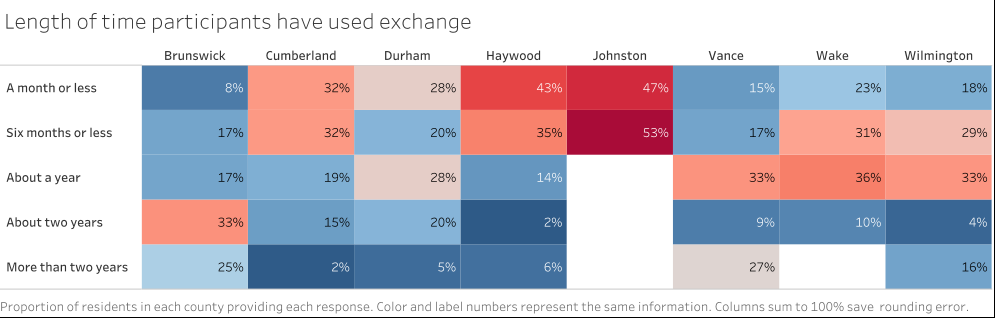 Length of time participants have used exchange
Brunswick Cumberland Durham Haywood Johnston Vance Wake Wilmington
A month or less 8% 32% 28% 43% 47% 15% 23% 18%
Six months or less 17% 32% 20% 35% 53% 17% 31% 29%
About a year 17% 19% 28% 14% 33% 36% 33%
About two years 33% 15% 20% 2% 9% 10% 4%
More than two years 25% 2% 5% 6% 27% 16%
Proportion of residents in each county providing each response. Color and label numbers represent the same information. Columns sum to 100% save rounding error.